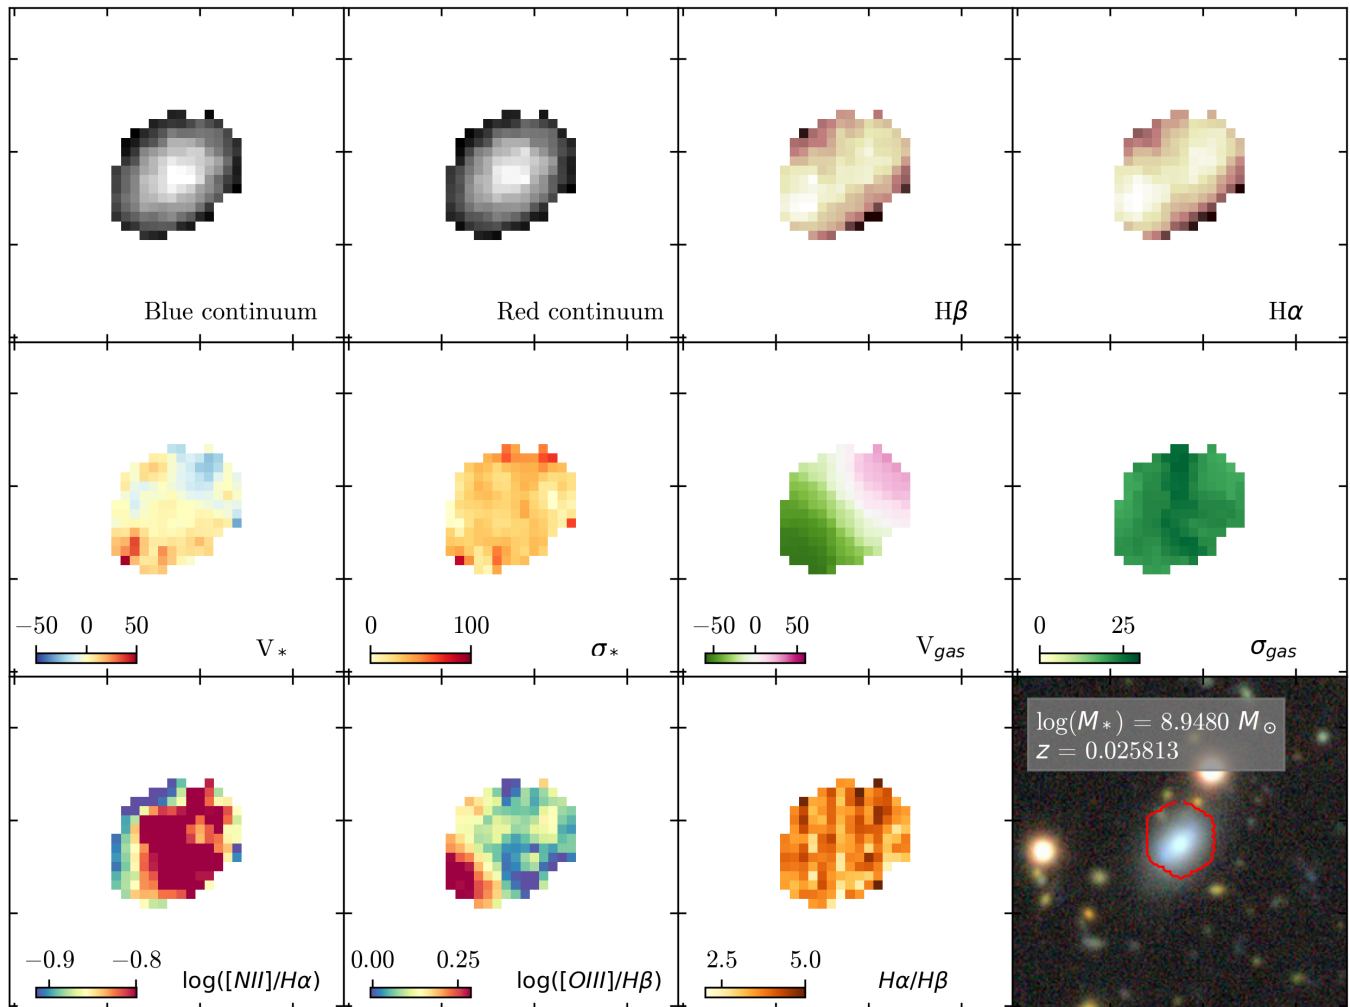 Blue continuum
Red continuum
Hβ
Hα
−50 0 50
V*
0 100
σ*
−50 0 50
Vgas
0 25
σgas
−0.9 −0.8
log([NII]/Hα)
0.00 0.25
log([OIII]/Hβ)
2.5 5.0
Hα/Hβ
log(M*) = 8.9480 M⊙
z = 0.025813